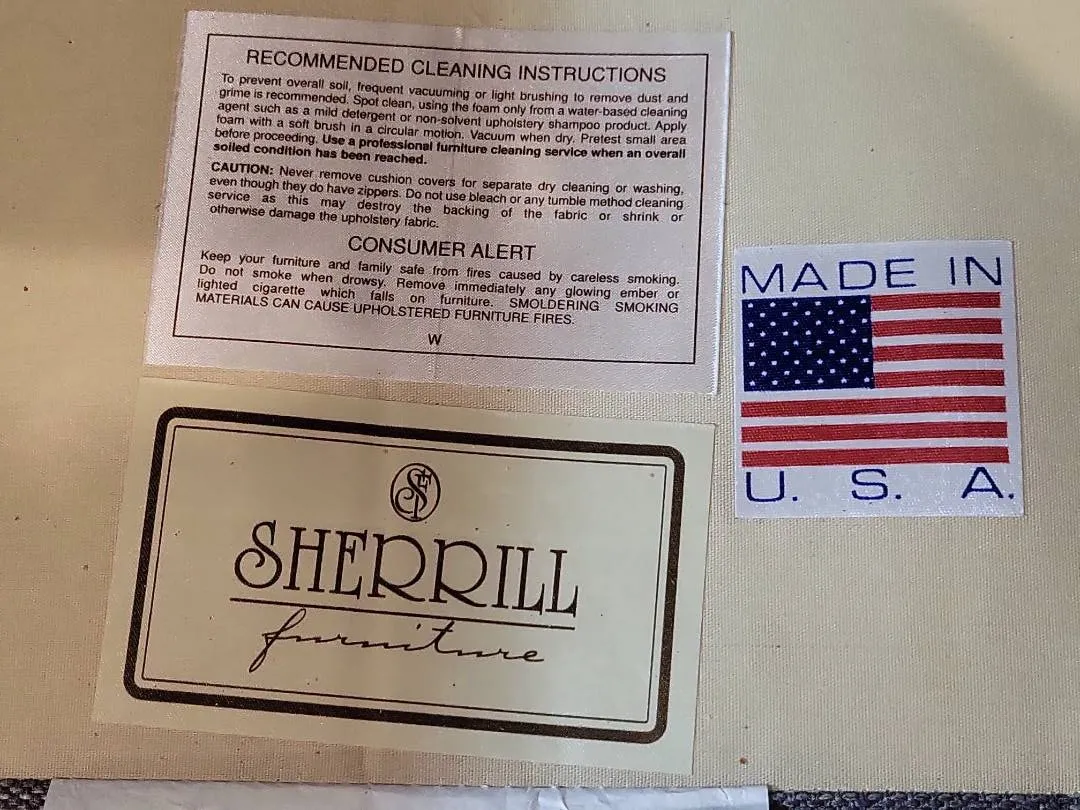 RECOMMENDED CLEANING INSTRUCTIONS
To prevent overall soil, frequent vacuuming or light brushing to remove dust and
grime is recommended. Spot clean, using the foam only from a water-based cleaning
agent such as a mild detergent or non-solvent upholstery shampoo product. Apply
foam with a soft brush in a circular motion. Vacuum when dry. Pretest small area
before proceeding. Use a professional furniture cleaning service when an overall
soiled condition has been reached.
CAUTION: Never remove cushion covers for separate dry cleaning or washing,
even though they do have zippers. Do not use bleach or any tumble method cleaning
service as this may destroy the backing of the fabric or shrink or
otherwise damage the upholstery fabric.
CONSUMER ALERT
Keep your furniture and family safe from fires caused by careless smoking.
Do not smoke when drowsy. Remove immediately any glowing ember or
lighted cigarette which falls on furniture. SMOLDERING SMOKING
MATERIALS CAN CAUSE UPHOLSTERED FURNITURE FIRES.
W
MADE IN
U. S. A.
SF
SHERRILL
furniture